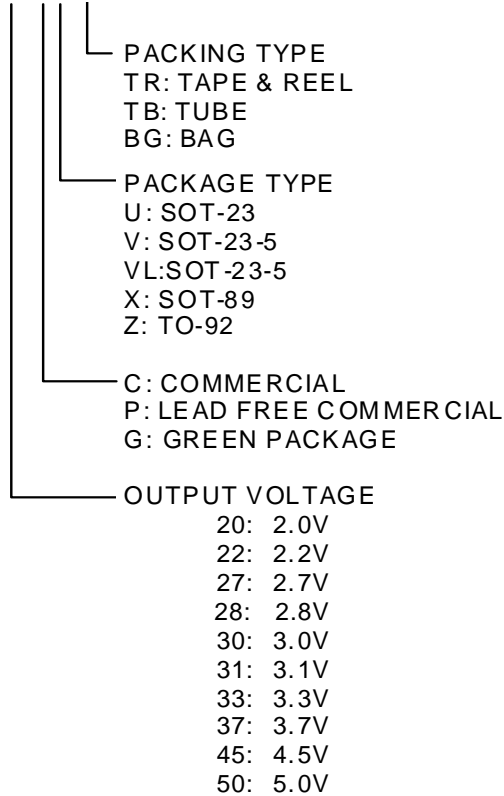 PACKING TYPE
TR: TAPE & REEL
TB: TUBE
BG: BAG
PACKAGE TYPE
U: SOT-23
V: SOT-23-5
VL:SOT-23-5
X: SOT-89
Z: TO-92
C: COMMERCIAL
P: LEAD FREE COMMERCIAL
G: GREEN PACKAGE
OUTPUT VOLTAGE
20: 2.0V
22: 2.2V
27: 2.7V
28: 2.8V
30: 3.0V
31: 3.1V
33: 3.3V
37: 3.7V
45: 4.5V
50: 5.0V